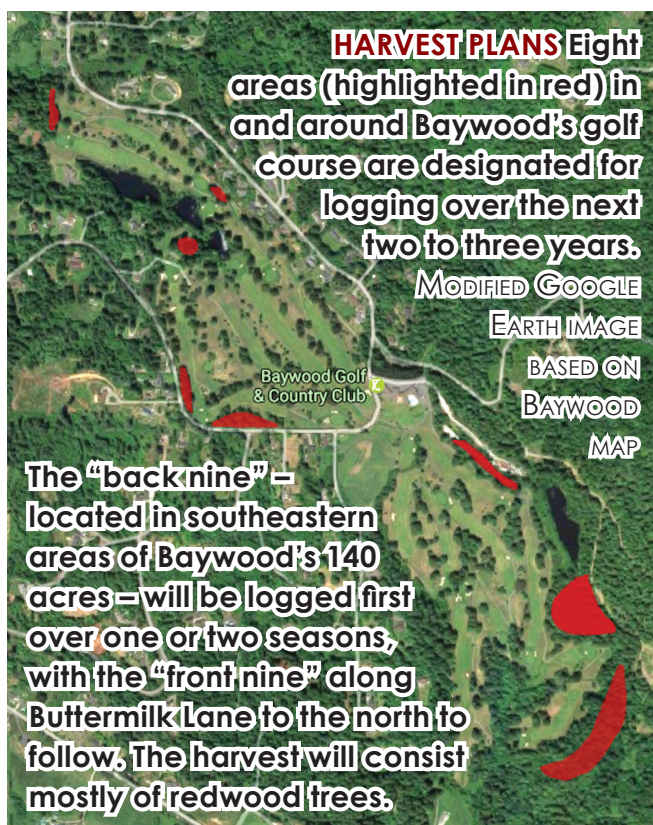 HARVEST PLANS Eight
areas (highlighted in red) in
and around Baywood's golf
course are designated for
logging over the next
two to three years.
Modified Google
Earth image
based on
Baywood
map
Baywood Golf
& Country Club
The “back nine” –
located in southeastern
areas of Baywood's 140
acres – will be logged first
over one or two seasons,
with the “front nine” along
Buttermilk Lane to the north to
follow. The harvest will consist
mostly of redwood trees.